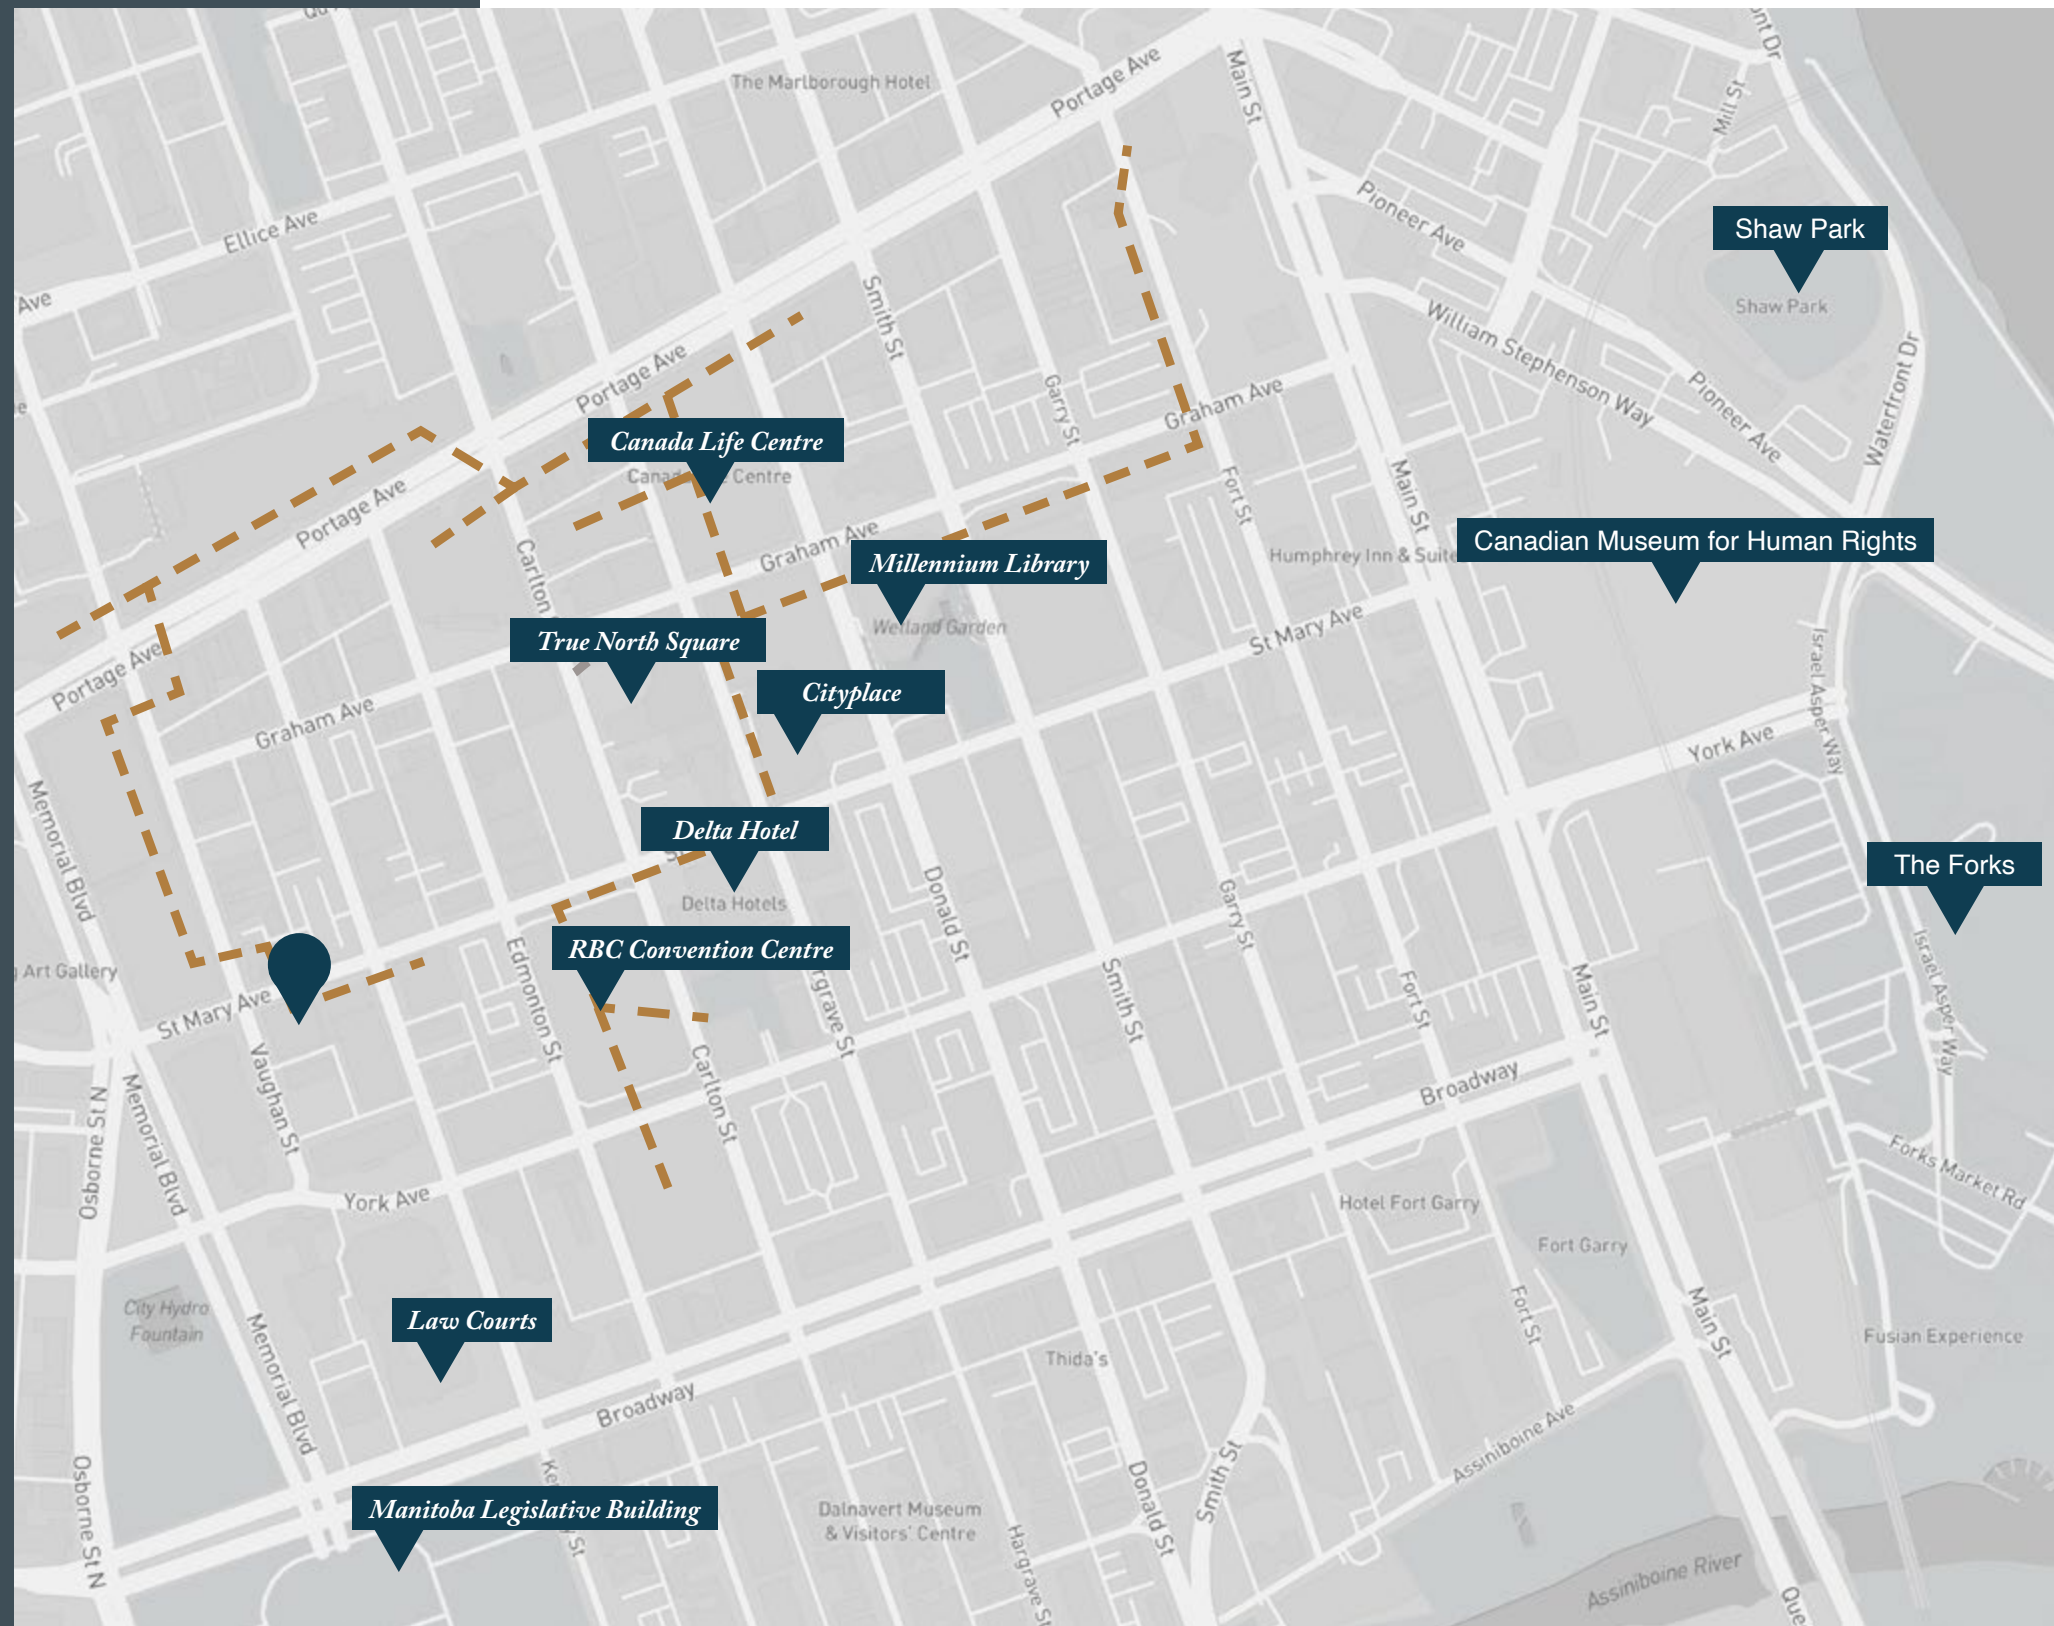 The Marlborough Hotel
Portage Ave
Main St
Mill St
Ellice Ave
Pioneer Ave
Shaw Park
Shaw Park
Ave
Smith St
William Stephenson Way
Portage Ave
Garry St
Graham Ave
Pioneer Ave
Waterfront Dr
Canada Life Centre
Centre
Portage Ave
Fort St
Main St
Graham Ave
Carlton
Millennium Library
Humphrey Inn & Suite
Canadian Museum for Human Rights
True North Square
Wetland Garden
St Mary Ave
Israel Asper Way
Portage Ave
Cityplace
Graham Ave
York Ave
Memorial Blvd
Delta Hotel
Donald St
Garry St
The Forks
Delta Hotels
Edmonton St
RBC Convention Centre
Art Gallery
St Mary Ave
Smith St
Fort St
Main St
Israel Asper Way
Vaughan St
Carlton St
Broadway
Osborne St N
Memorial Blvd
York Ave
Forks Market Rd
Hotel Fort Garry
Fort Garry
City Hydro
Fountain
Law Courts
Memorial Blvd
Fort St
Main St
Fusian Experience
Thida's
Broadway
Assiniboine Ave
Osborne St N
Manitoba Legislative Building
Dalnavert Museum
& Visitors' Centre
Hargrave St
Donald St
Smith St
Assiniboine River